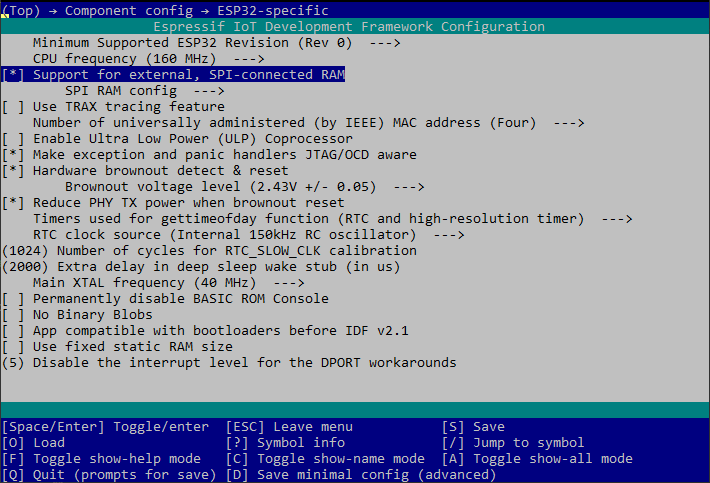 (Top) → Component config → ESP32-specific
Espressif IoT Development Framework Configuration
Minimum Supported ESP32 Revision (Rev 0)  --->
CPU frequency (160 MHz)  --->
[*] Support for external, SPI-connected RAM
SPI RAM config  --->
[ ] Use TRAX tracing feature
Number of universally administered (by IEEE) MAC address (Four)  --->
[ ] Enable Ultra Low Power (ULP) Coprocessor
[*] Make exception and panic handlers JTAG/OCD aware
[*] Hardware brownout detect & reset
Brownout voltage level (2.43V +/- 0.05)  --->
[*] Reduce PHY TX power when brownout reset
Timers used for gettimeofday function (RTC and high-resolution timer)  --->
RTC clock source (Internal 150kHz RC oscillator)  --->
(1024) Number of cycles for RTC_SLOW_CLK calibration
(2000) Extra delay in deep sleep wake stub (in us)
Main XTAL frequency (40 MHz)  --->
[ ] Permanently disable BASIC ROM Console
[ ] No Binary Blobs
[ ] App compatible with bootloaders before IDF v2.1
[ ] Use fixed static RAM size
(5) Disable the interrupt level for the DPORT workarounds
[Space/Enter] Toggle/enter  [ESC] Leave menu  [S] Save
[O] Load  [?] Symbol info  [/] Jump to symbol
[F] Toggle show-help mode  [C] Toggle show-name mode  [A] Toggle show-all mode
[Q] Quit (prompts for save)  [D] Save minimal config (advanced)